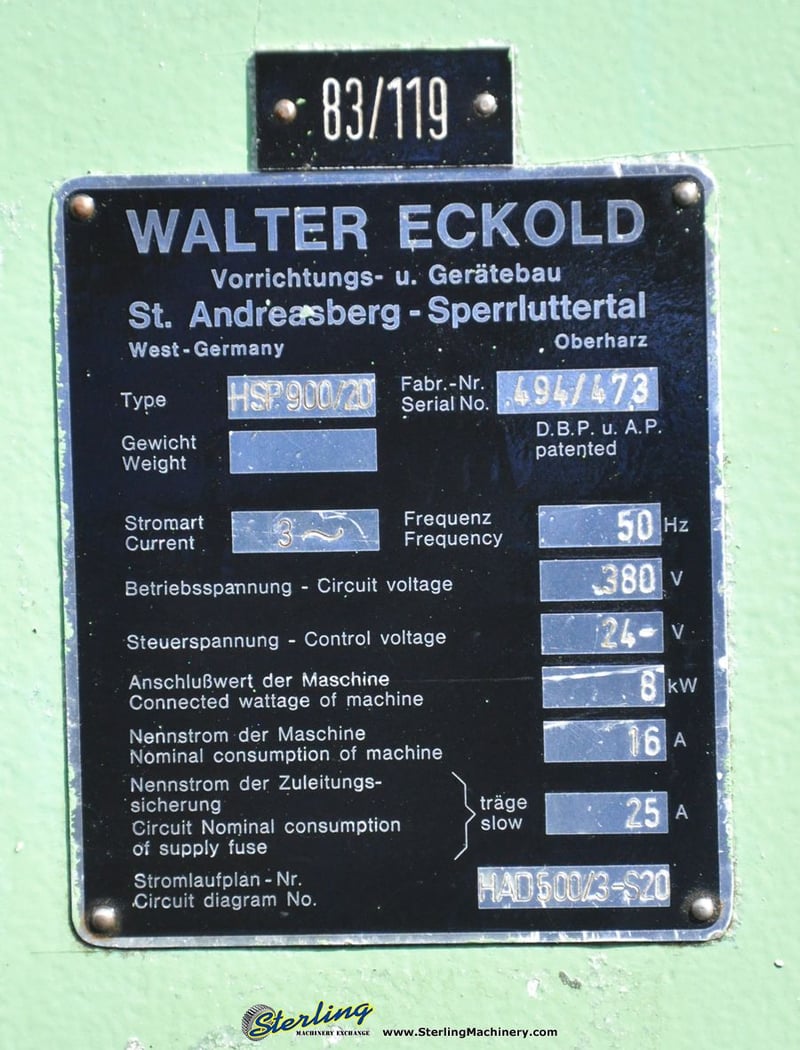 83/119
WALTER ECKOLD
Vorrichtungs- u. Gerätebau
St. Andreasberg - Sperrluttertal
West-Germany Oberharz
Type HSP900/20 Fabr.-Nr. Serial No. 494/473
D.B.P. u. A.P.
patented
Gewicht
Weight
Stromart
Current 3~
Frequenz
Frequency 50 Hz
Betriebsspannung - Circuit voltage 380 V
Steuerspannung - Control voltage 24- V
Anschlußwert der Maschine
Connected wattage of machine 8 kW
Nennstrom der Maschine
Nominal consumption of machine 16 A
Nennstrom der Zuleitungs-
sicherung
Circuit Nominal consumption
of supply fuse
träge
slow 25 A
Stromlaufplan-Nr.
Circuit diagram No. HAD500/3-S20
Sterling
MACHINERY EXCHANGE www.SterlingMachinery.com